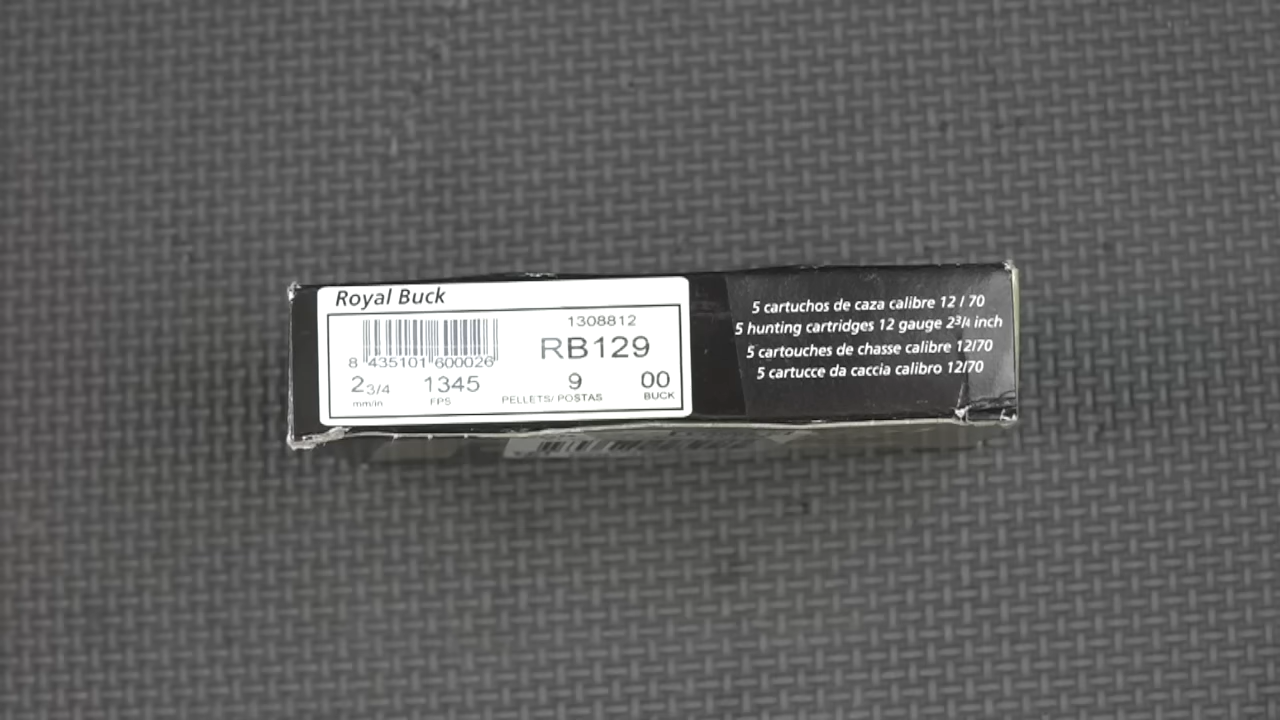 Royal Buck
1308812
RB129
8 435101 600026
2 3/4 1345 9 00
mm/in FPS PELLETS/POSTAS BUCK
5 cartuchos de caza calibre 12 / 70
5 hunting cartridges 12 gauge 2 3/4 inch
5 cartouches de chasse calibre 12/70
5 cartucce da caccia calibro 12/70